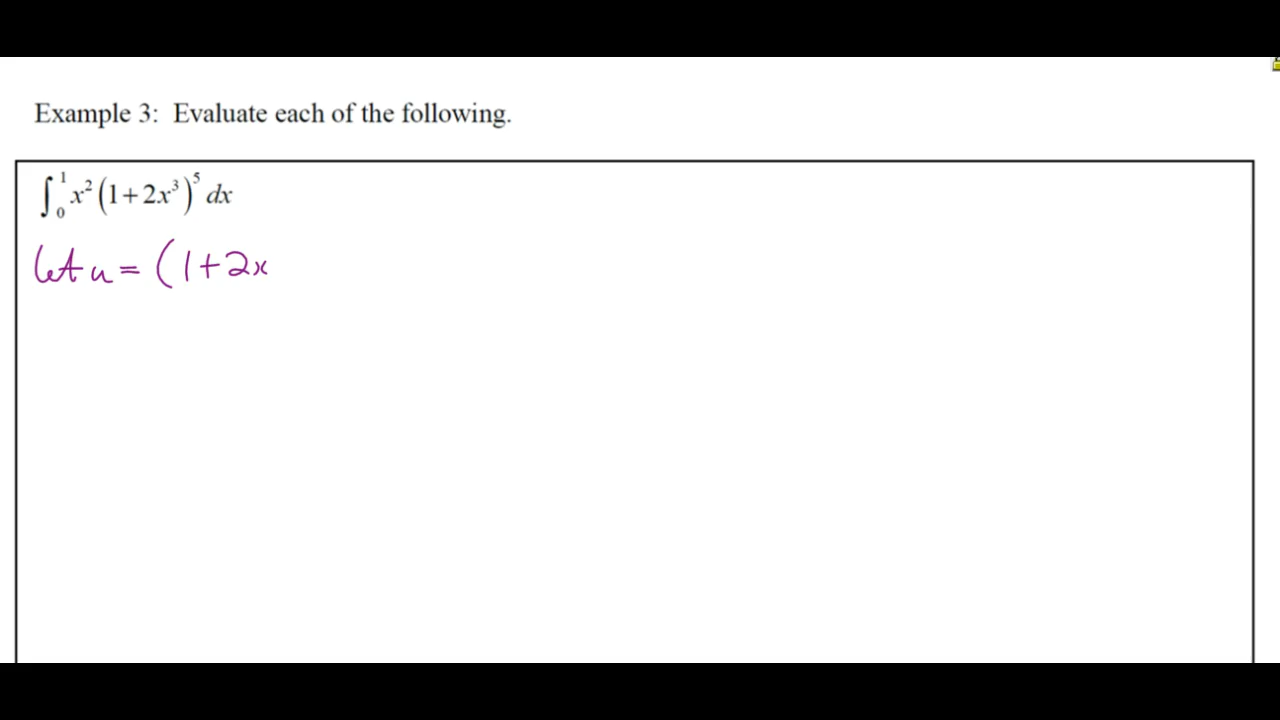 Example 3: Evaluate each of the following.
∫₀¹ x²(1+2x³)⁵ dx
let u = (1+2x